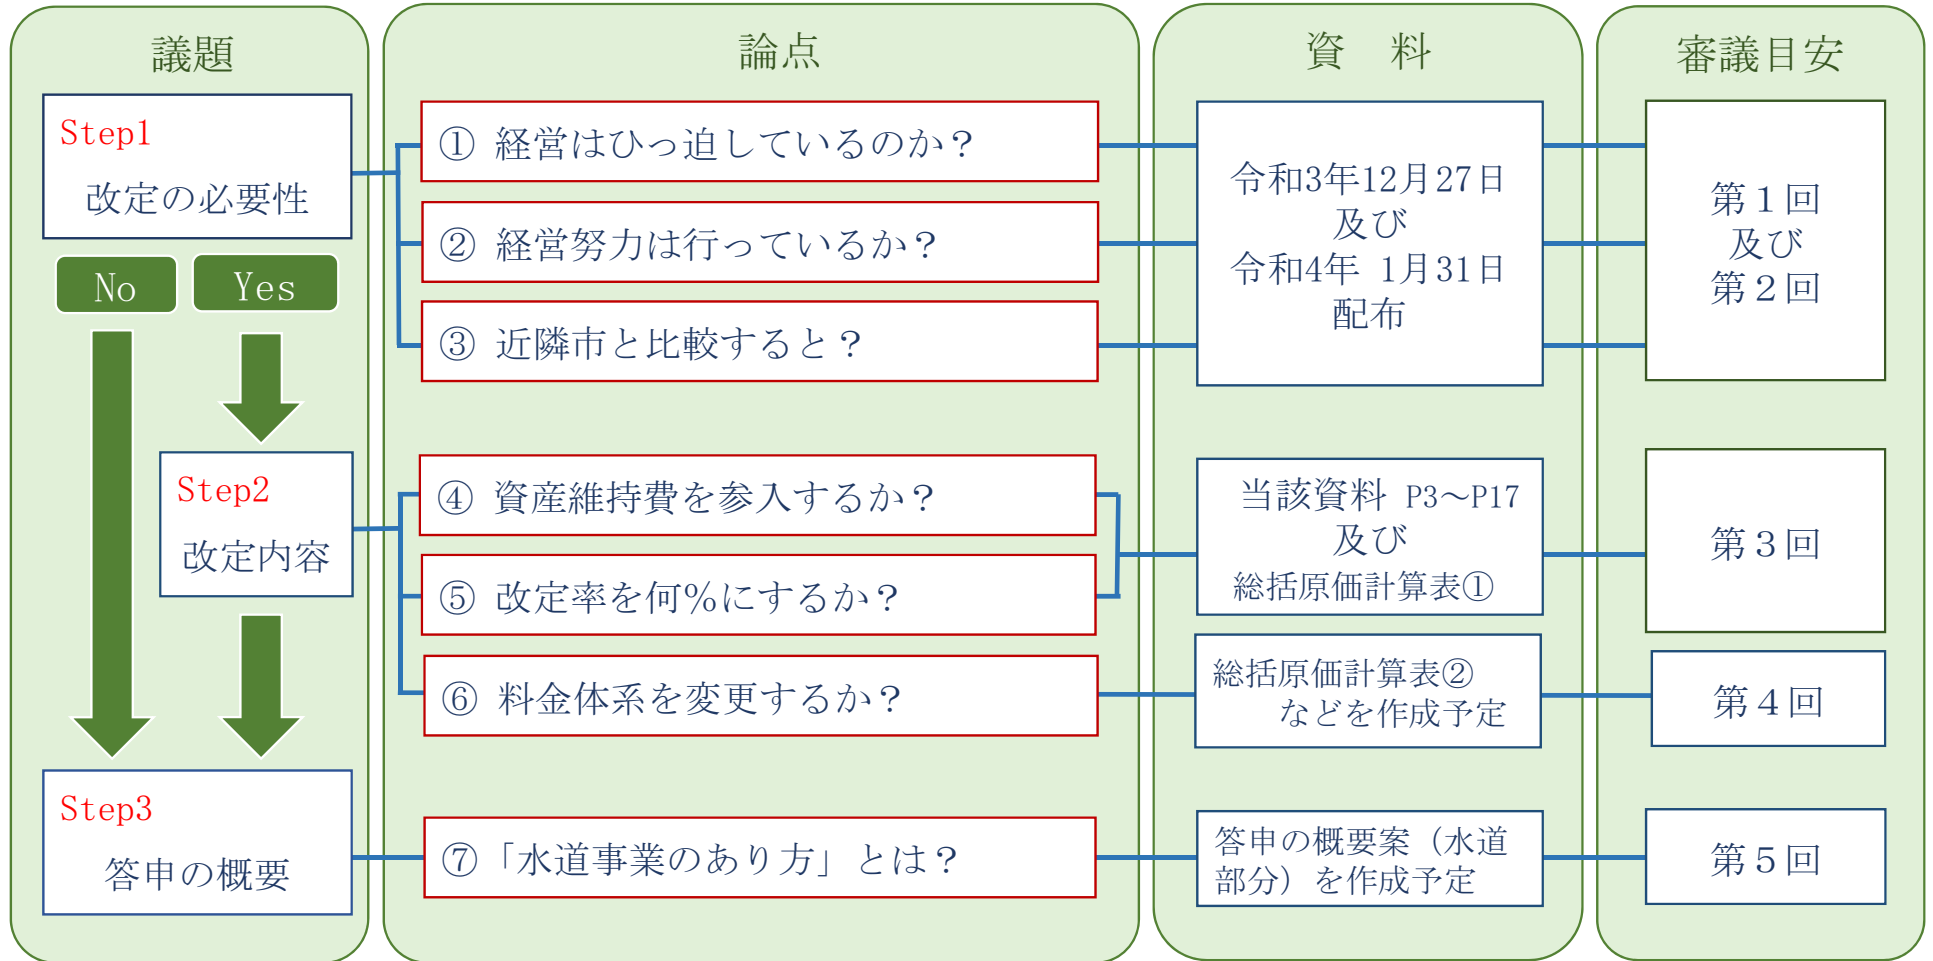 議題
Step1
改定の必要性
No
Yes
Step2
改定内容
Step3
答申の概要
論点
① 経営はひっ迫しているのか？
② 経営努力は行っているか？
③ 近隣市と比較すると？
④ 資産維持費を参入するか？
⑤ 改定率を何%にするか？
⑥ 料金体系を変更するか？
⑦「水道事業のあり方」とは？
資　料
令和3年12月27日
及び
令和4年 1月31日
配布
当該資料 P3～P17
及び
総括原価計算表①
総括原価計算表②
などを作成予定
答申の概要案（水道
部分）を作成予定
審議目安
第１回
及び
第２回
第３回
第４回
第５回